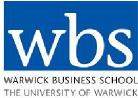 wbs
WARWICK BUSINESS SCHOOL
THE UNIVERSITY OF WARWICK